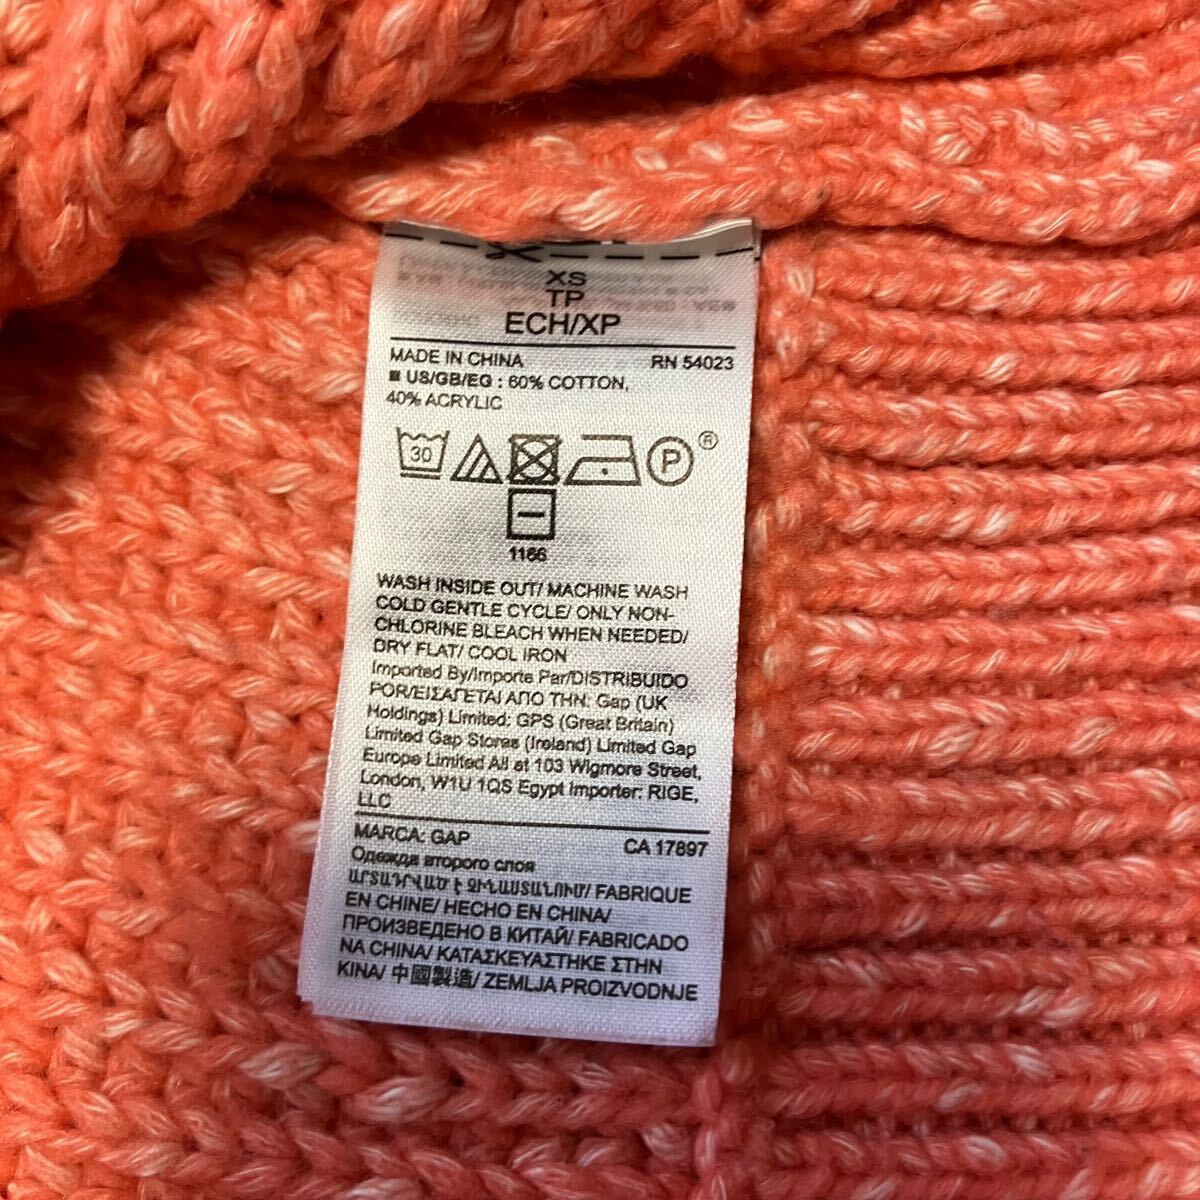 XS
TP
ECH/XP
MADE IN CHINA RN 54023
■ US/GB/EG : 60% COTTON,
40% ACRYLIC
30 P ®
1166
WASH INSIDE OUT/ MACHINE WASH
COLD GENTLE CYCLE/ ONLY NON-
CHLORINE BLEACH WHEN NEEDED/
DRY FLAT/ COOL IRON
Imported By/Importe Par/DISTRIBUIDO
POR/ΕΙΣΑΓΕΤΑΙ ΑΠΟ ΤΗΝ: Gap (UK
Holdings) Limited: GPS (Great Britain)
Limited Gap Stores (Ireland) Limited Gap
Europe Limited All at 103 Wigmore Street,
London, W1U 1QS Egypt Importer: RIGE,
LLC
MARCA: GAP CA 17897
Одежда второго слоя
ԱՐՏԱԴՐՎԱԾ Է ՉԻՆԱՍՏԱՆՈՒՄ/ FABRIQUE
EN CHINE/ HECHO EN CHINA/
ПРОИЗВЕДЕНО В КИТАЙ/ FABRICADO
NA CHINA/ ΚΑΤΑΣΚΕΥΑΣΤΗΚΕ ΣΤΗΝ
ΚΙΝΑ/ 中國製造/ ZEMLJA PROIZVODNJE